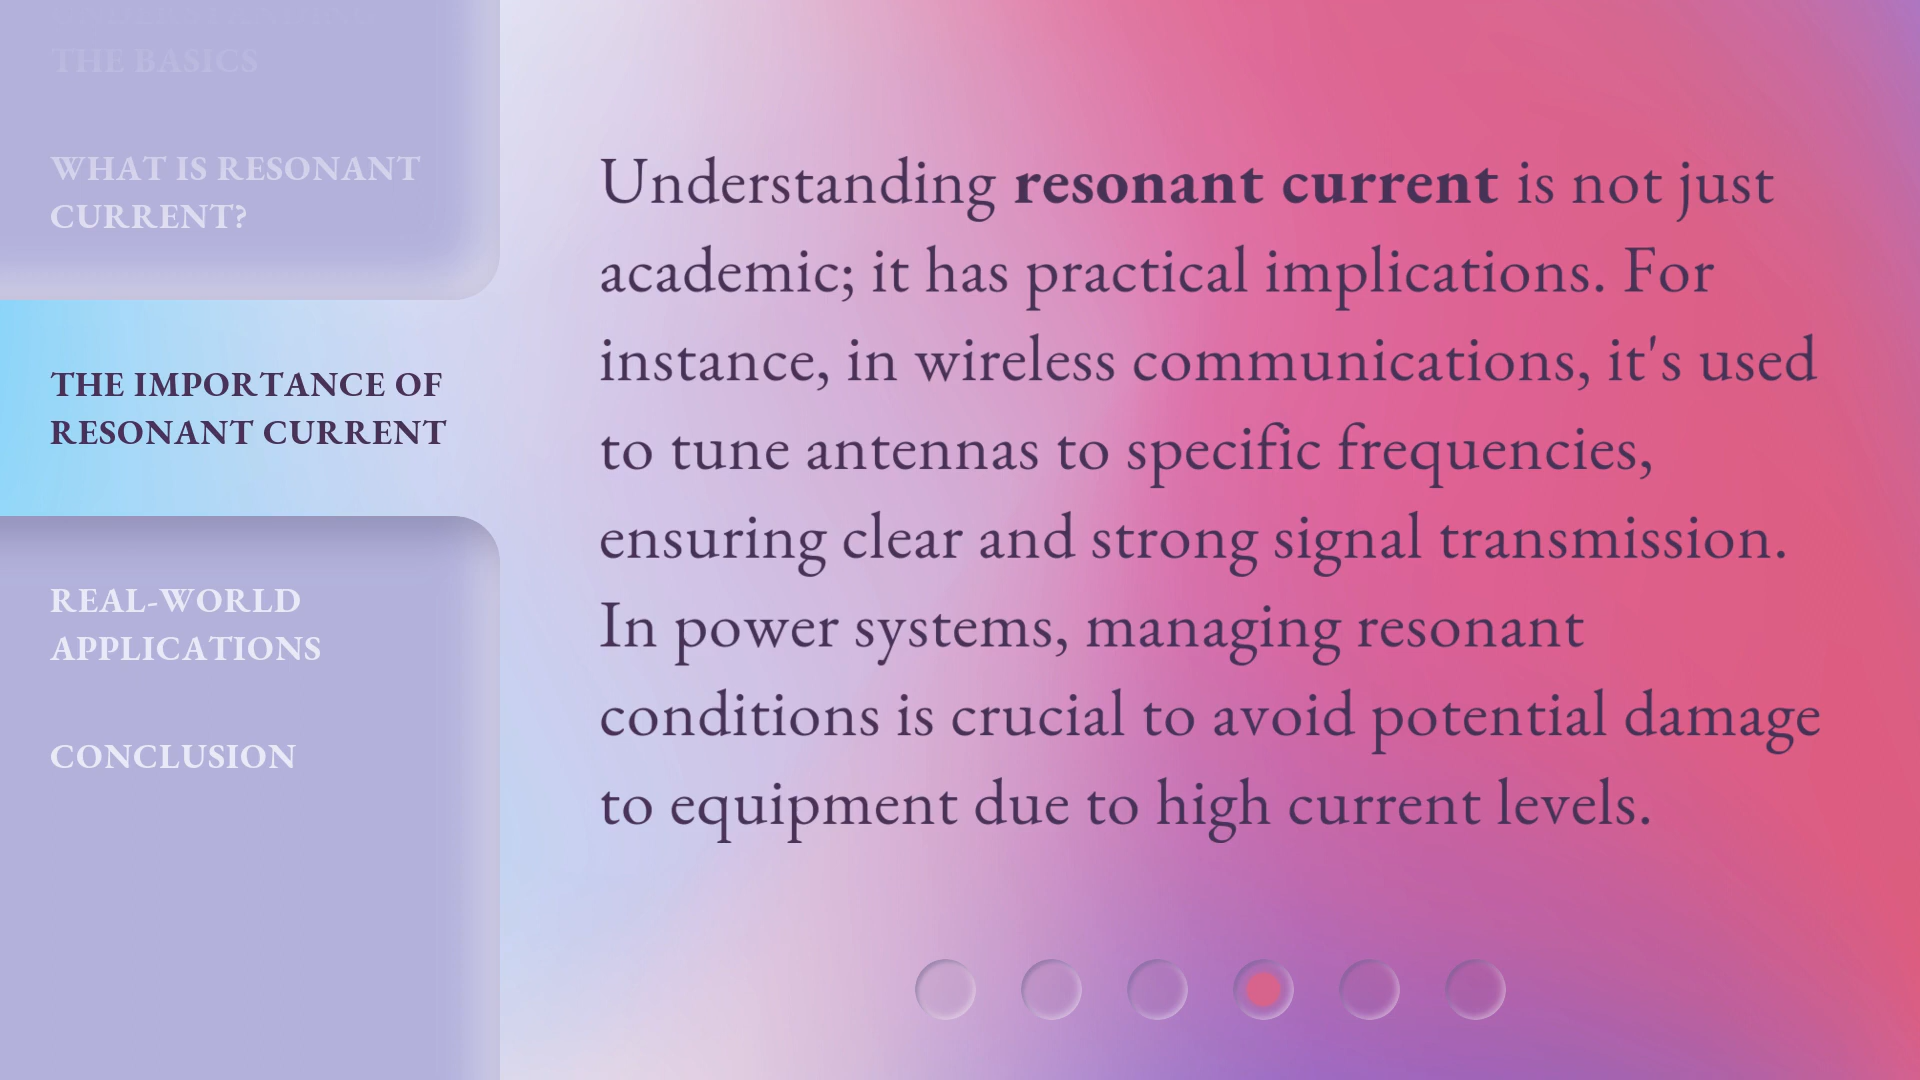 THE BASICS
WHAT IS RESONANT
CURRENT?
THE IMPORTANCE OF
RESONANT CURRENT
REAL-WORLD
APPLICATIONS
CONCLUSION
Understanding resonant current is not just
academic; it has practical implications. For
instance, in wireless communications, it's used
to tune antennas to specific frequencies,
ensuring clear and strong signal transmission.
In power systems, managing resonant
conditions is crucial to avoid potential damage
to equipment due to high current levels.